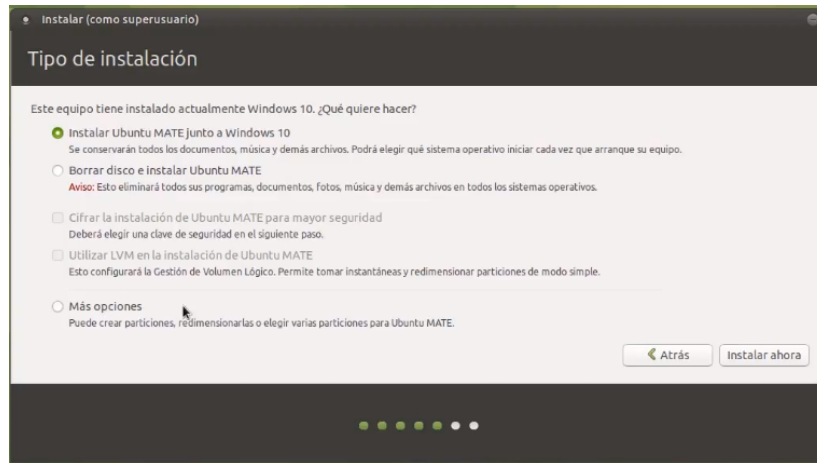 Instalar (como superusuario)
Tipo de instalación
Este equipo tiene instalado actualmente Windows 10. ¿Qué quiere hacer?
Instalar Ubuntu MATE junto a Windows 10
Se conservarán todos los documentos, música y demás archivos. Podrá elegir qué sistema operativo iniciar cada vez que arranque su equipo.
Borrar disco e instalar Ubuntu MATE
Aviso: Esto eliminará todos sus programas, documentos, fotos, música y demás archivos en todos los sistemas operativos.
Cifrar la instalación de Ubuntu MATE para mayor seguridad
Deberá elegir una clave de seguridad en el siguiente paso.
Utilizar LVM en la instalación de Ubuntu MATE
Esto configurará la Gestión de Volumen Lógico. Permite tomar instantáneas y redimensionar particiones de modo simple.
Más opciones
Puede crear particiones, redimensionarlas o elegir varias particiones para Ubuntu MATE.
Atrás
Instalar ahora